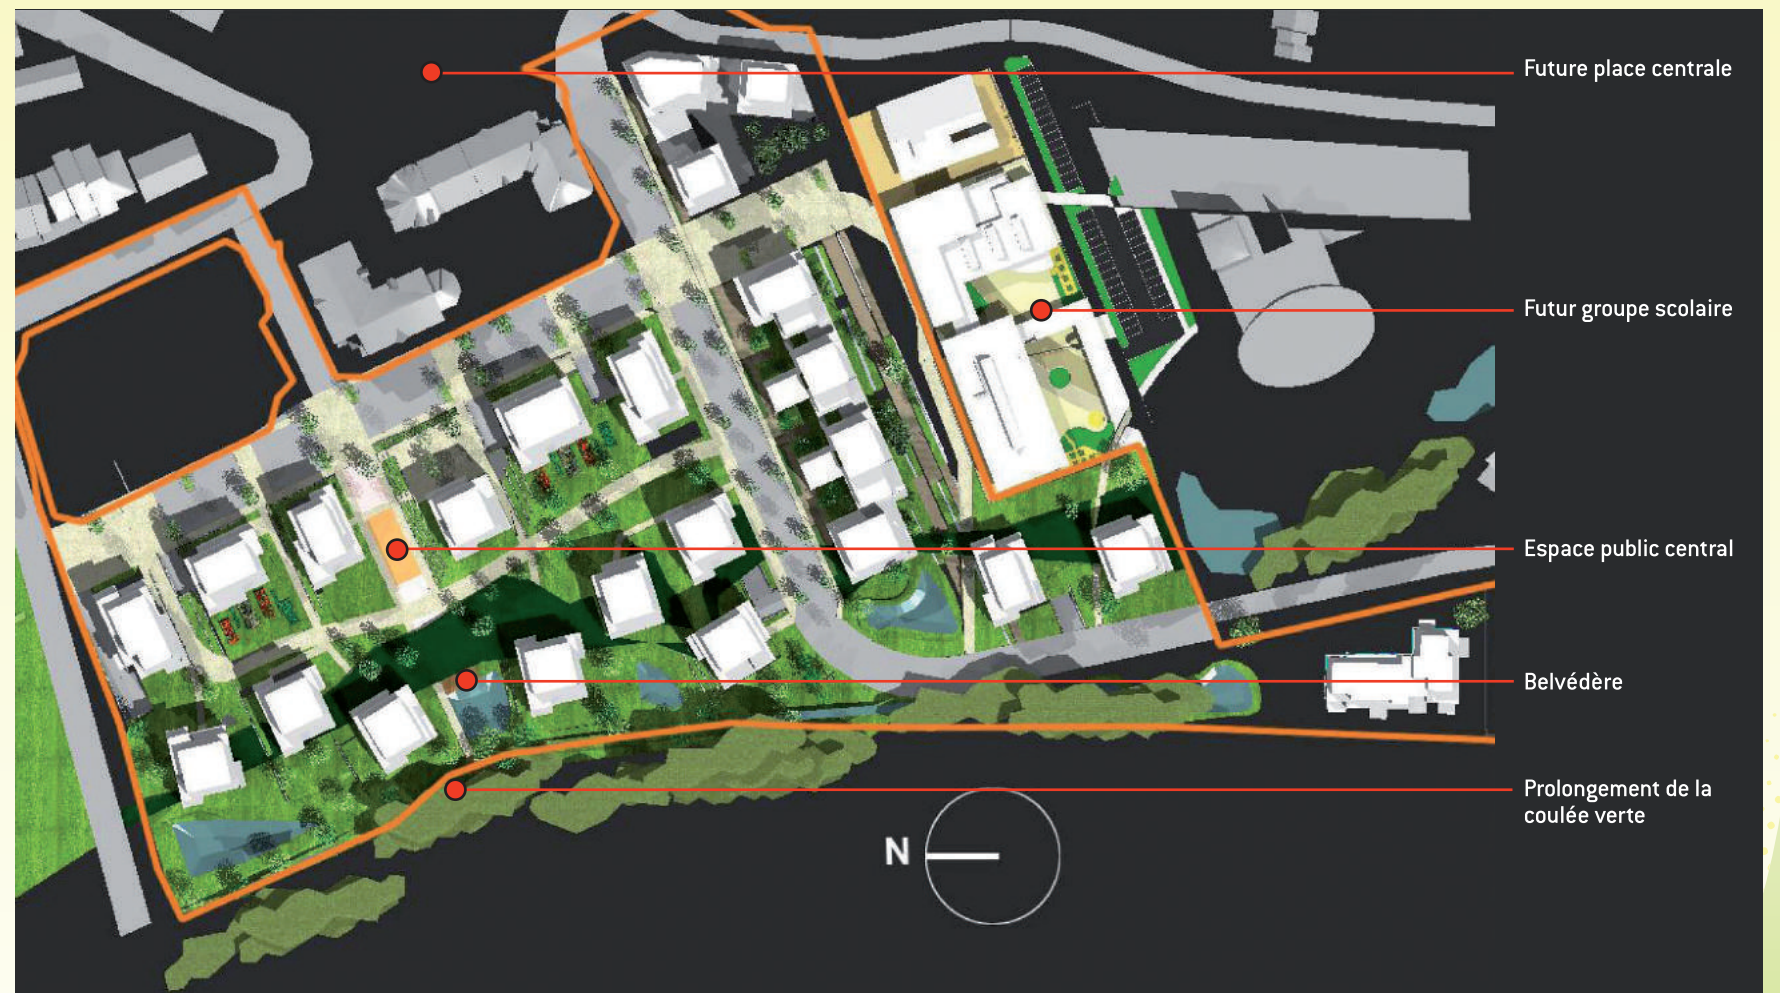 Future place centrale
Futur groupe scolaire
Espace public central
Belvédère
Prolongement de la
coulée verte
N